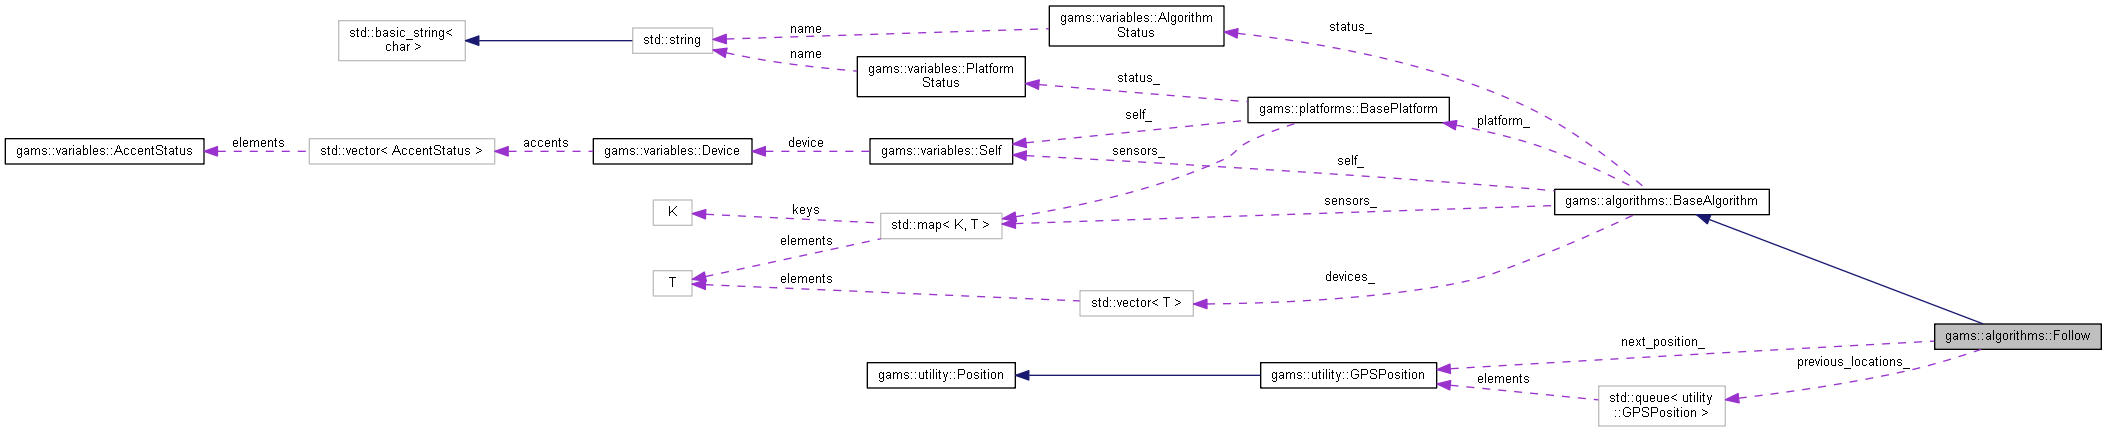 gams::variables::Algorithm
Status
status_
name
std::basic_string<
char >
std::string
name
gams::variables::Platform
Status
status_
gams::platforms::BasePlatform
self_
platform_
gams::variables::AccentStatus
elements
std::vector< AccentStatus >
accents
gams::variables::Device
device
gams::variables::Self
sensors_
self_
gams::algorithms::BaseAlgorithm
K
keys
std::map< K, T >
sensors_
elements
T
elements
devices_
std::vector< T >
gams::algorithms::Follow
next_position_
previous_locations_
gams::utility::Position
gams::utility::GPSPosition
elements
std::queue< utility
::GPSPosition >